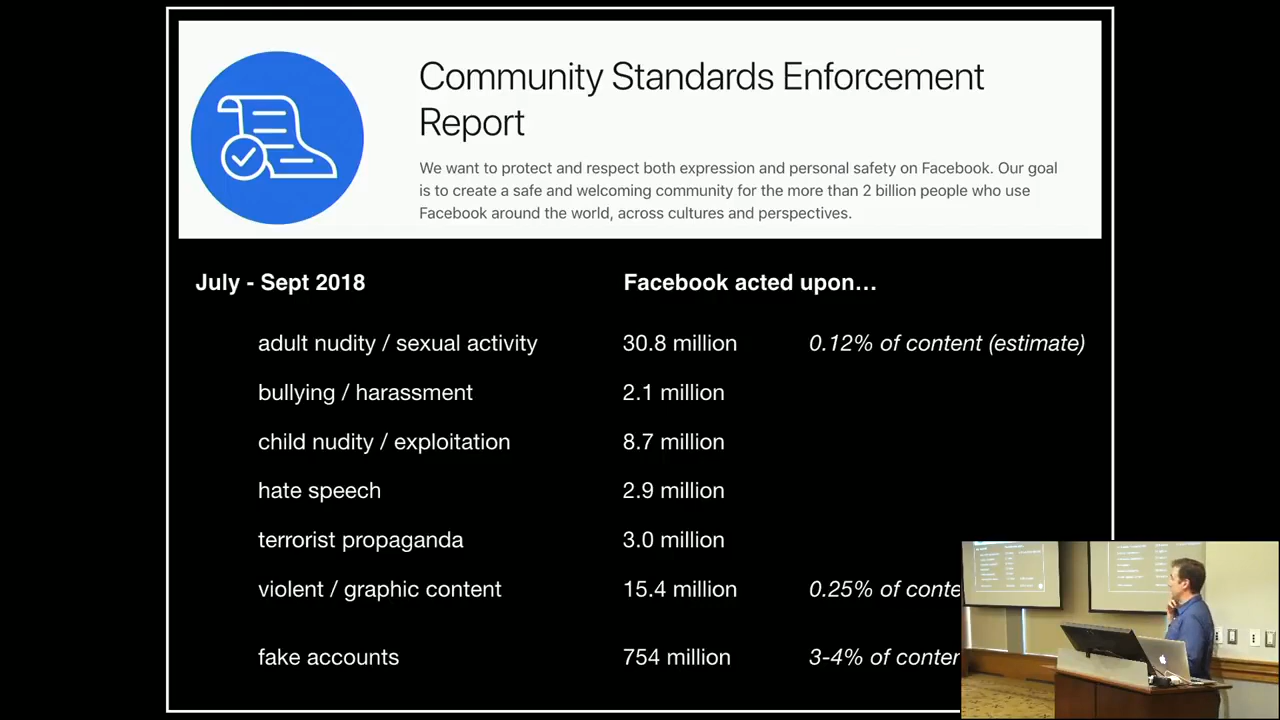 Community Standards Enforcement
Report
We want to protect and respect both expression and personal safety on Facebook. Our goal
is to create a safe and welcoming community for the more than 2 billion people who use
Facebook around the world, across cultures and perspectives.
July - Sept 2018 Facebook acted upon…
adult nudity / sexual activity 30.8 million 0.12% of content (estimate)
bullying / harassment 2.1 million
child nudity / exploitation 8.7 million
hate speech 2.9 million
terrorist propaganda 3.0 million
violent / graphic content 15.4 million 0.25% of
fake accounts 754 million 3-4% of